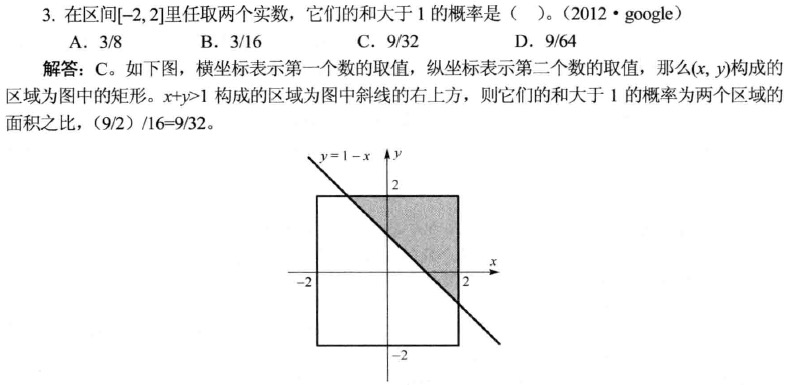 3. 在区间[-2, 2]里任取两个实数，它们的和大于 1 的概率是（ ）。（2012·google）
A. 3/8 B. 3/16 C. 9/32 D. 9/64
解答：C。如下图，横坐标表示第一个数的取值，纵坐标表示第二个数的取值，那么(x, y)构成的
区域为图中的矩形。x+y>1 构成的区域为图中斜线的右上方，则它们的和大于 1 的概率为两个区域的
面积之比，（9/2）/16=9/32。
y = 1 - x y
2
x
-2 2
-2